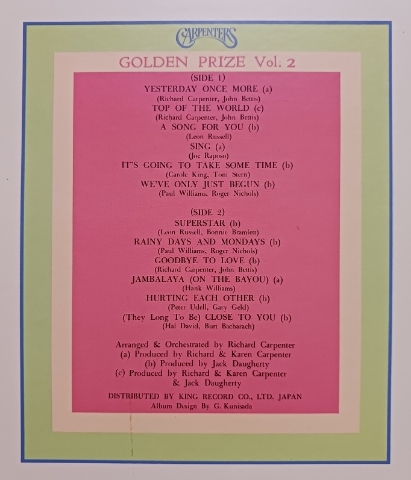 CARPENTERS
GOLDEN PRIZE Vol. 2
(SIDE 1)
YESTERDAY ONCE MORE (a)
(Richard Carpenter, John Bettis)
TOP OF THE WORLD (c)
(Richard Carpenter, John Bettis)
A SONG FOR YOU (b)
(Leon Russell)
SING (a)
(Joe Raposo)
IT'S GOING TO TAKE SOME TIME (b)
(Carole King, Toni Stern)
WE'VE ONLY JUST BEGUN (b)
(Paul Williams, Roger Nichols)
(SIDE 2)
SUPERSTAR (b)
(Leon Russell, Bonnie Bramlett)
RAINY DAYS AND MONDAYS (b)
(Paul Williams, Roger Nichols)
GOODBYE TO LOVE (b)
(Richard Carpenter, John Bettis)
JAMBALAYA (ON THE BAYOU) (a)
(Hank Williams)
HURTING EACH OTHER (b)
(Peter Udell, Gary Geld)
(They Long To Be) CLOSE TO YOU (b)
(Hal David, Burt Bacharach)
Arranged & Orchestrated by Richard Carpenter
(a) Produced by Richard & Karen Carpenter
(b) Produced by Jack Daugherty
(c) Produced by Richard & Karen Carpenter
& Jack Daugherty
DISTRIBUTED BY KING RECORD CO., LTD. JAPAN
Album Design By G. Kunisada